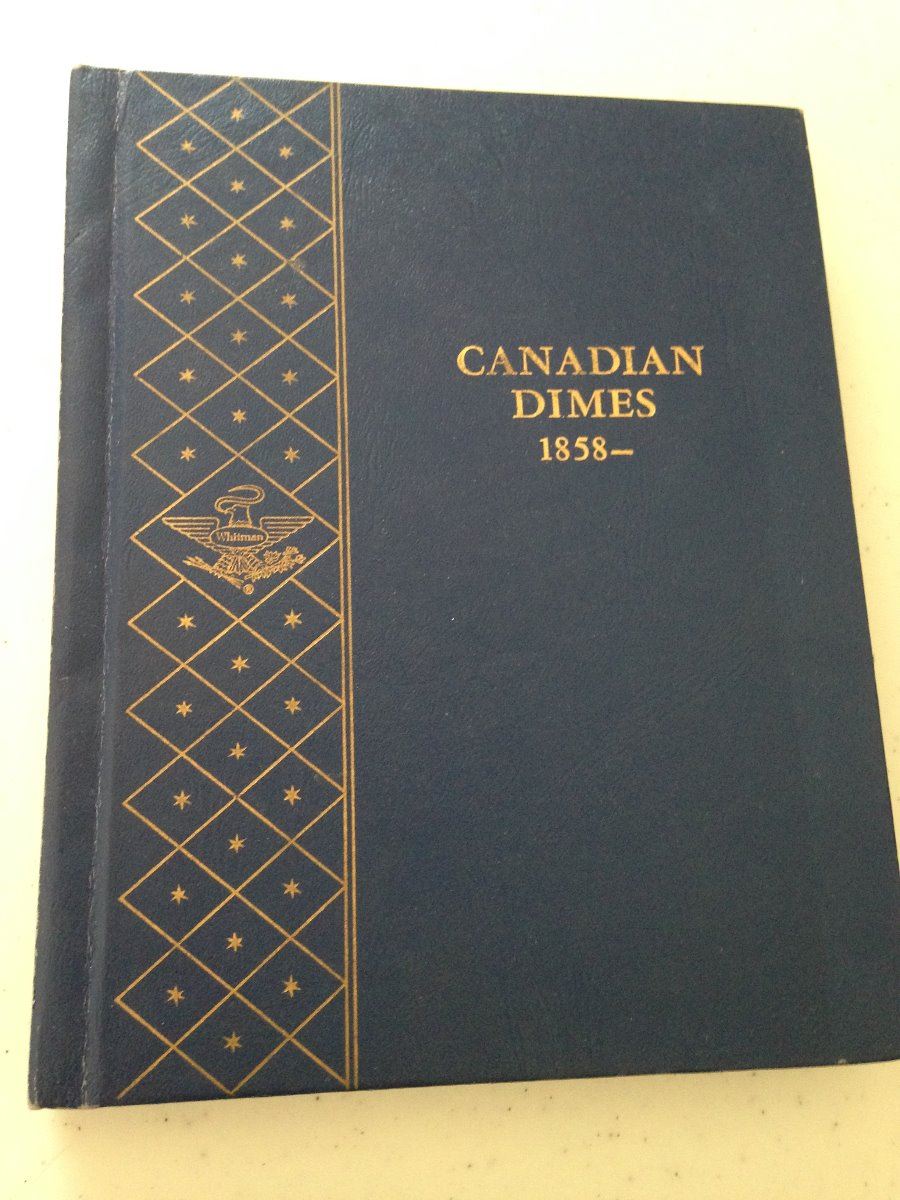 CANADIAN
DIMES
1858–
Whitman
®